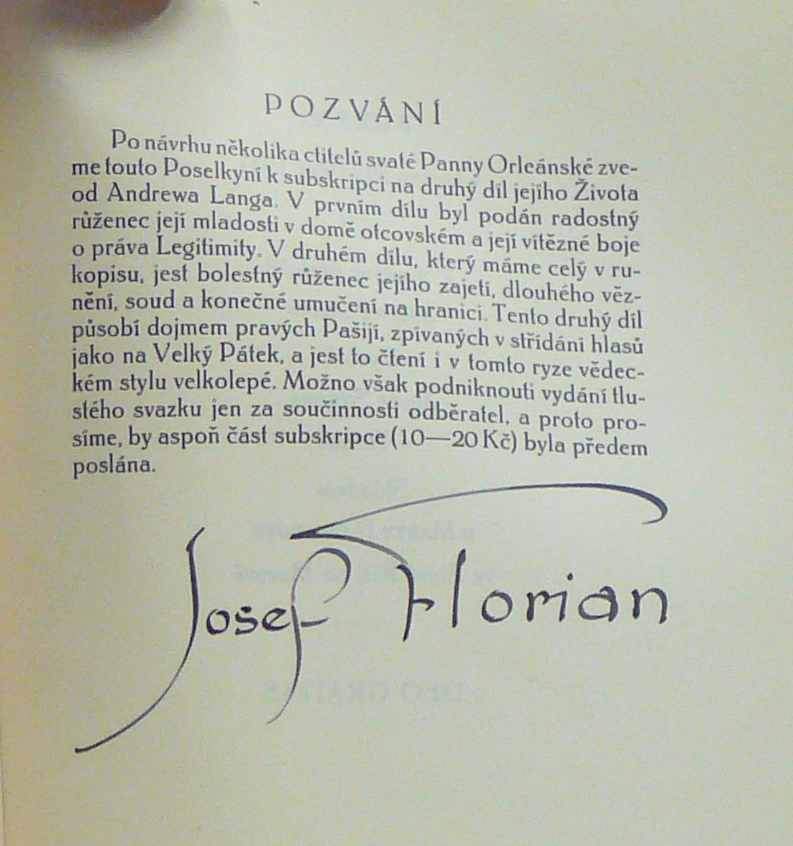 POZVÁNÍ
Po návrhu několika ctitelů svaté Panny Orleánské zve-
me touto Poselkyní k subskripci na druhý díl jejího Života
od Andrewa Langa. V prvním dílu byl podán radostný
růženec její mladosti v domě otcovském a její vítězné boje
o práva Legitimity. V druhém dílu, který máme celý v ru-
kopisu, jest bolestný růženec jejího zajetí, dlouhého věz-
nění, soud a konečné umučení na hranici. Tento druhý díl
působí dojmem pravých Pašijí, zpívaných v střídání hlasů
jako na Velký Pátek, a jest to čtení i v tomto ryze vědec-
kém stylu velkolepé. Možno však podniknouti vydání tlu-
stého svazku jen za součinnosti odběratel, a proto pro-
síme, by aspoň část subskripce (10—20 Kč) byla předem
poslána.
Josef Florian
DEO GRATIAS